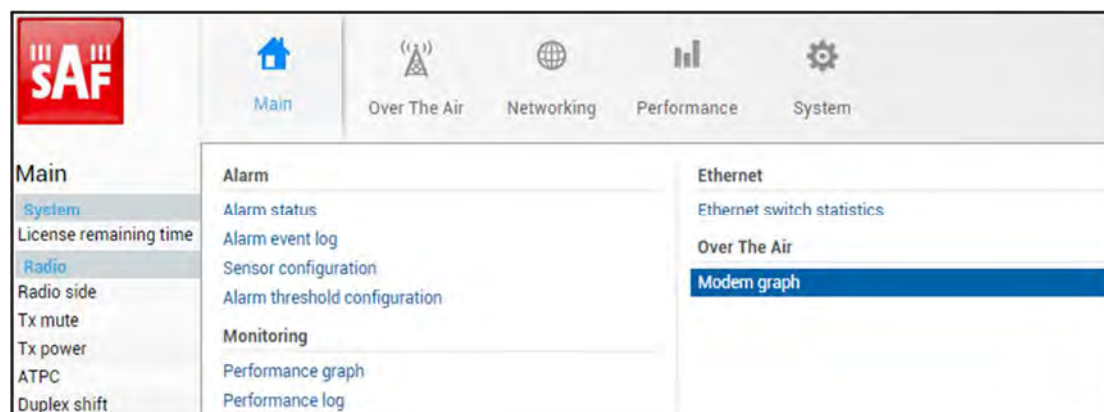 SAF
Main
Over The Air
Networking
Performance
System
Main
System
License remaining time
Radio
Radio side
Tx mute
Tx power
ATPC
Duplex shift
Alarm
Alarm status
Alarm event log
Sensor configuration
Alarm threshold configuration
Monitoring
Performance graph
Performance log
Ethernet
Ethernet switch statistics
Over The Air
Modem graph